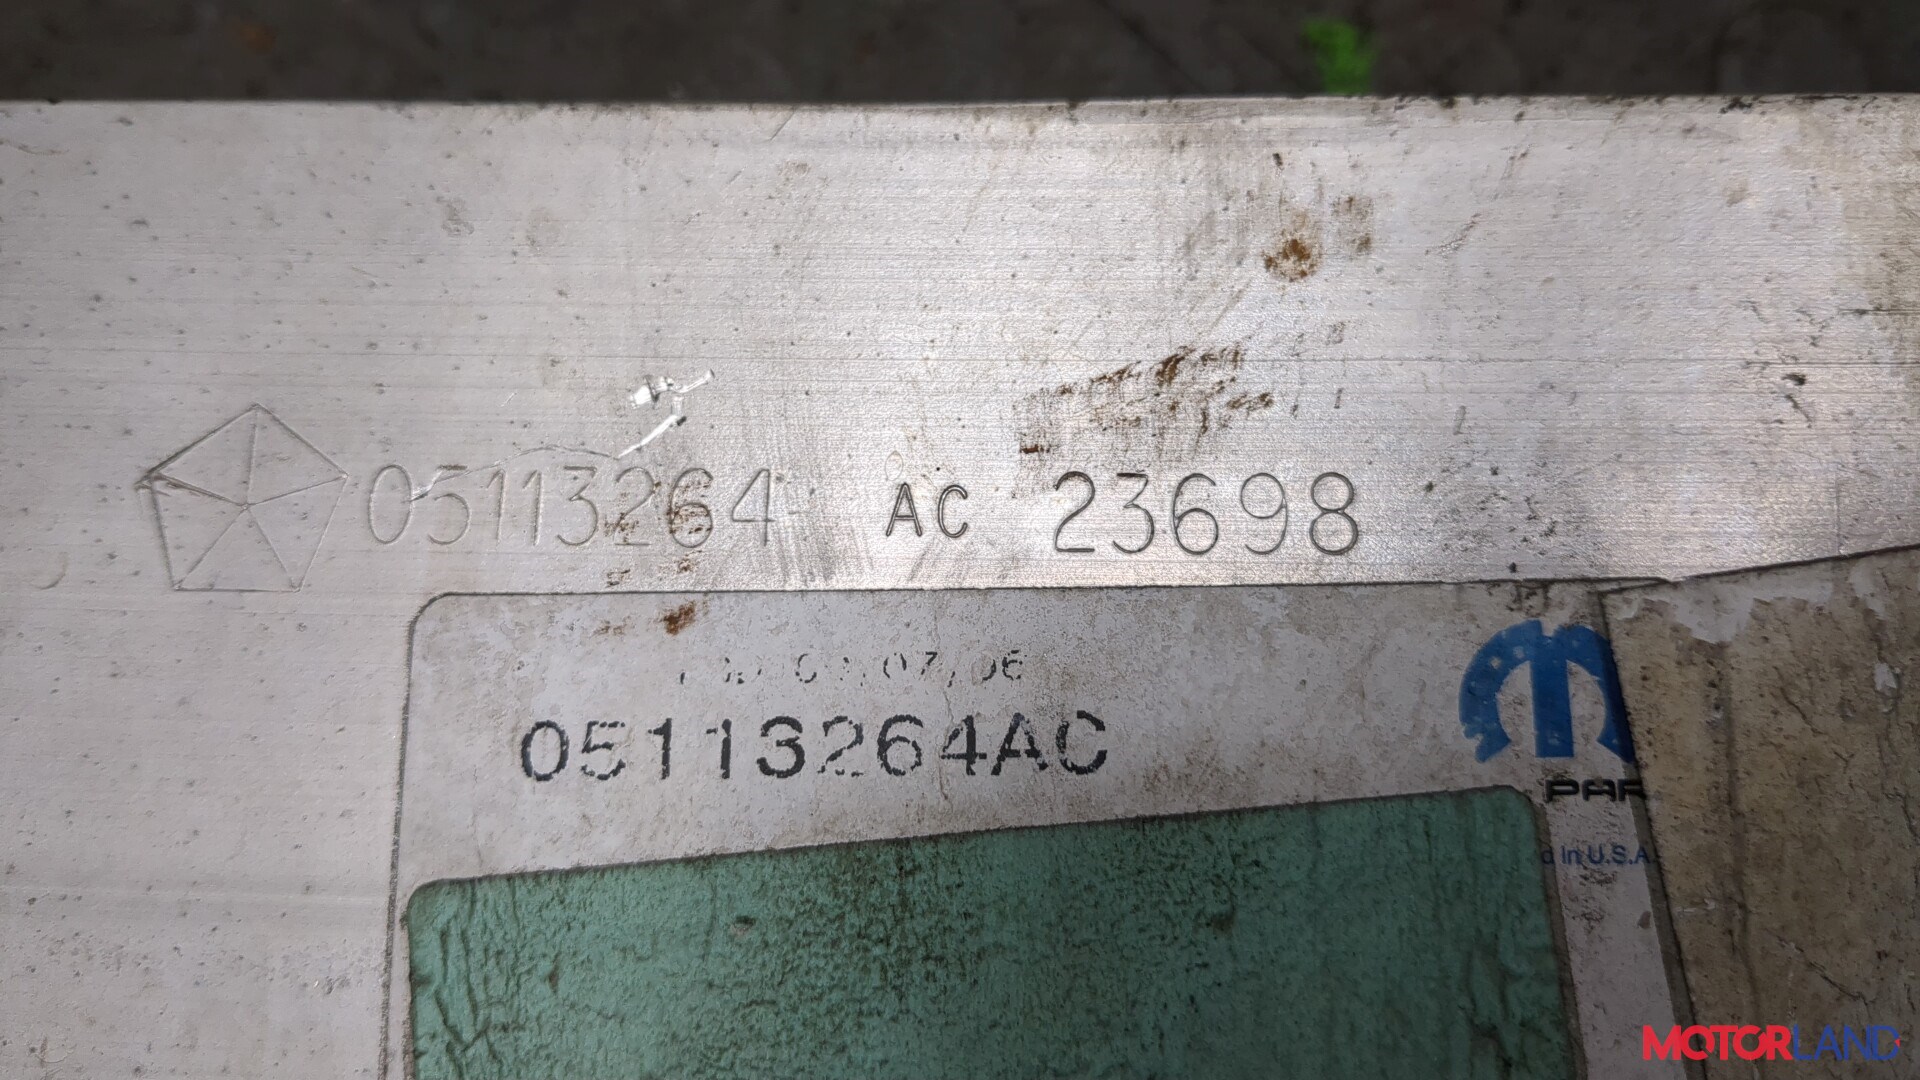 05113264 AC 23698
05113264AC
PAR
d in U.S.A.
MOTORLAND